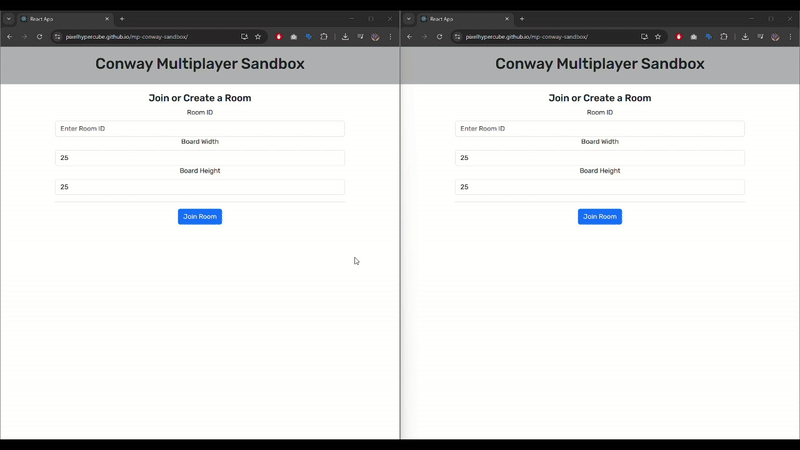 React App
pixelhypercube.github.io/mp-conway-sandbox/
Conway Multiplayer Sandbox
Join or Create a Room
Room ID
Enter Room ID
Board Width
25
Board Height
25
Join Room
React App
pixelhypercube.github.io/mp-conway-sandbox/
Conway Multiplayer Sandbox
Join or Create a Room
Room ID
Enter Room ID
Board Width
25
Board Height
25
Join Room